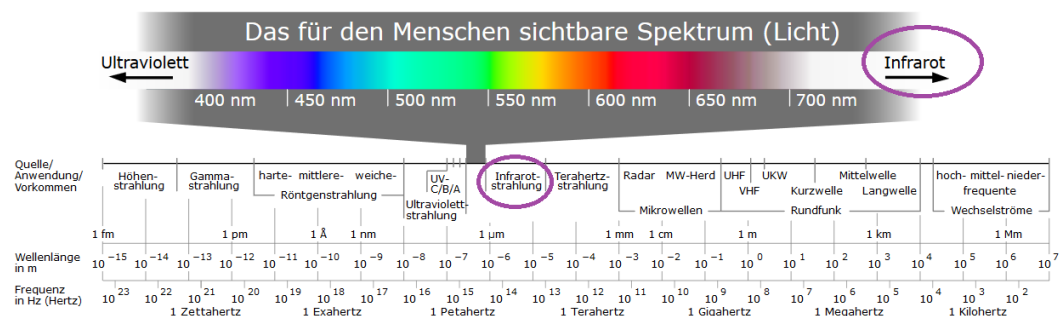 Das für den Menschen sichtbare Spektrum (Licht)
Ultraviolett
Infrarot
400 nm 450 nm 500 nm 550 nm 600 nm 650 nm 700 nm
Quelle/
Anwendung/
Vorkommen
Höhen-
strahlung
Gamma-
strahlung
harte- mittlere- weiche-
Röntgenstrahlung
UV-
C/B/A
Ultraviolett-
strahlung
Infrarot-
strahlung
Terahertz-
strahlung
Radar MW-Herd
Mikrowellen
UHF UKW Mittelwelle
VHF Kurzwelle Langwelle
Rundfunk
hoch- mittel- nieder-
frequente
Wechselströme
1 fm 1 pm 1 Å 1 nm 1 µm 1 mm 1 cm 1 m 1 km 1 Mm
Wellenlänge
in m
10⁻¹⁵ 10⁻¹⁴ 10⁻¹³ 10⁻¹² 10⁻¹¹ 10⁻¹⁰ 10⁻⁹ 10⁻⁸ 10⁻⁷ 10⁻⁶ 10⁻⁵ 10⁻⁴ 10⁻³ 10⁻² 10⁻¹ 10⁰ 10¹ 10² 10³ 10⁴ 10⁵ 10⁶ 10⁷
Frequenz
in Hz (Hertz)
10²³ 10²² 10²¹ 10²⁰ 10¹⁹ 10¹⁸ 10¹⁷ 10¹⁶ 10¹⁵ 10¹⁴ 10¹³ 10¹² 10¹¹ 10¹⁰ 10⁹ 10⁸ 10⁷ 10⁶ 10⁵ 10⁴ 10³ 10²
1 Zettahertz 1 Exahertz 1 Petahertz 1 Terahertz 1 Gigahertz 1 Megahertz 1 Kilohertz